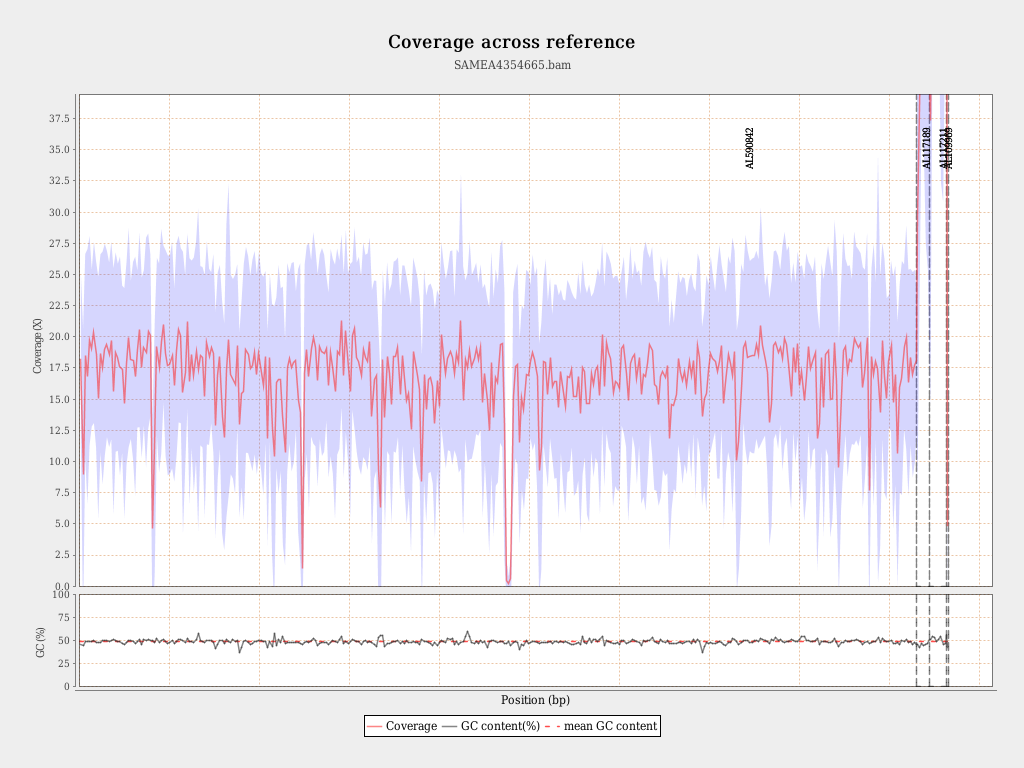 Coverage across reference
SAMEA4354665.bam
37.5
35.0
32.5
30.0
27.5
25.0
22.5
20.0
17.5
15.0
12.5
10.0
7.5
5.0
2.5
0.0
Coverage (X)
AL590842
AL117189
AL117211
AL109969
100
75
50
25
0
GC (%)
Position (bp)
Coverage GC content(%) mean GC content